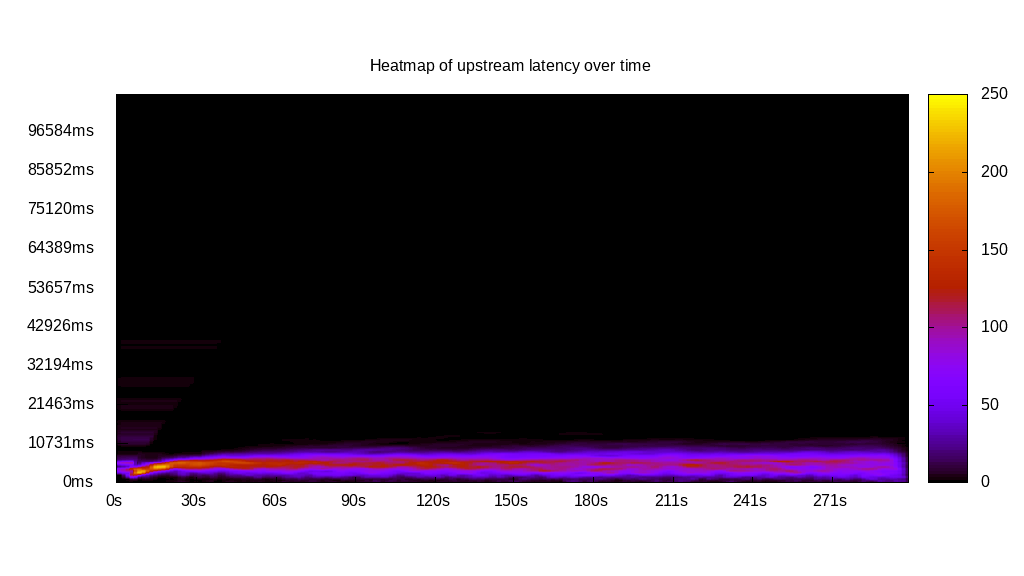 Heatmap of upstream latency over time
96584ms
85852ms
75120ms
64389ms
53657ms
42926ms
32194ms
21463ms
10731ms
0ms
0s 30s 60s 90s 120s 150s 180s 211s 241s 271s
250
200
150
100
50
0